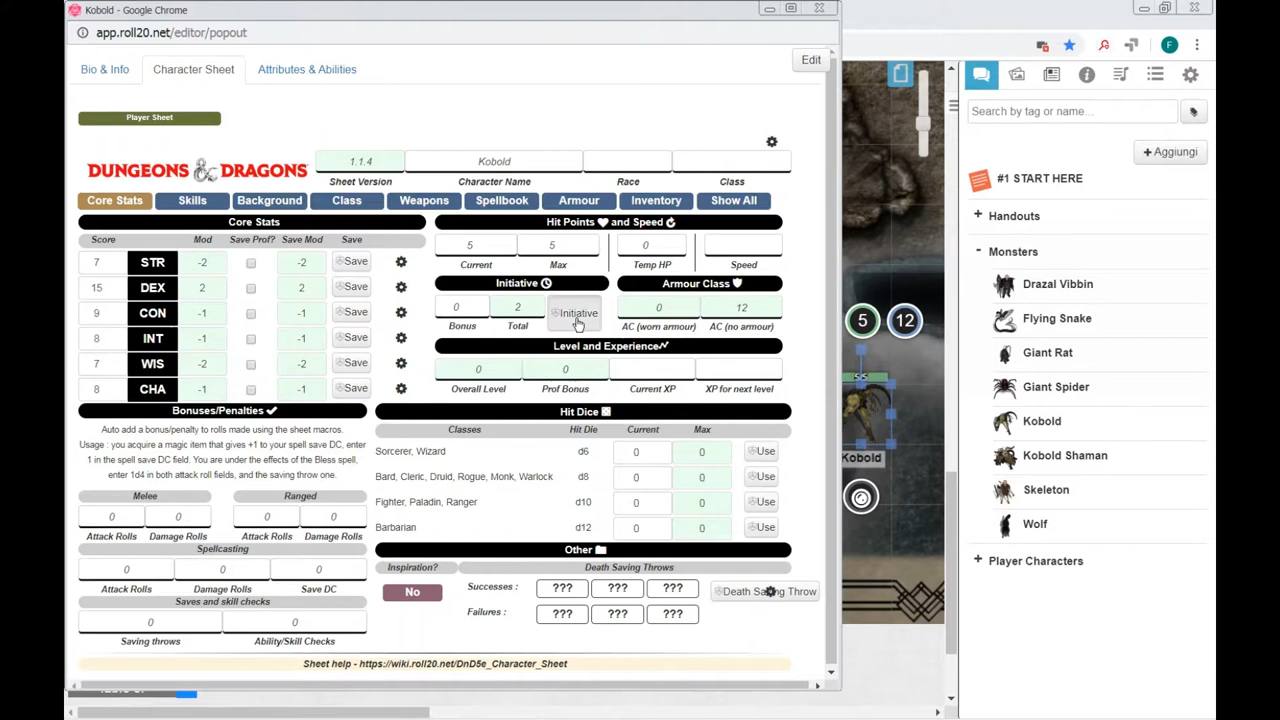 Kobold - Google Chrome
app.roll20.net/editor/popout
Bio & Info
Character Sheet
Attributes & Abilities
Edit
Player Sheet
DUNGEONS & DRAGONS
1.1.4
Kobold
Sheet Version
Character Name
Race
Class
Core Stats
Skills
Background
Class
Weapons
Spellbook
Armour
Inventory
Show All
Core Stats
Score
Mod
Save Prof?
Save Mod
Save
7 STR -2 -2 Save
15 DEX 2 2 Save
9 CON -1 -1 Save
8 INT -1 -1 Save
7 WIS -2 -2 Save
8 CHA -1 -1 Save
Hit Points and Speed
5 5 0
Current Max Temp HP Speed
Initiative
0 2 Initiative
Bonus Total
Armour Class
0 12
AC (worn armour) AC (no armour)
Level and Experience
0 0
Overall Level Prof Bonus Current XP XP for next level
Bonuses/Penalties
Auto add a bonus/penalty to rolls made using the sheet macros.
Usage : you acquire a magic item that gives +1 to your spell save DC, enter
1 in the spell save DC field. You are under the effects of the Bless spell,
enter 1d4 in both attack roll fields, and the saving throw one.
Melee Ranged
0 0 0 0
Attack Rolls Damage Rolls Attack Rolls Damage Rolls
Spellcasting
0 0 0
Attack Rolls Damage Rolls Save DC
Saves and skill checks
0 0
Saving throws Ability/Skill Checks
Hit Dice
Classes Hit Die Current Max
Sorcerer, Wizard d6 0 0 Use
Bard, Cleric, Druid, Rogue, Monk, Warlock d8 0 0 Use
Fighter, Paladin, Ranger d10 0 0 Use
Barbarian d12 0 0 Use
Other
Inspiration? Death Saving Throws
No
Successes : ??? ??? ???
Failures : ??? ??? ???
Sheet help - https://wiki.roll20.net/DnD5e_Character_Sheet
5 12
5/5
Kobold
F
Search by tag or name...
+ Aggiungi
#1 START HERE
+ Handouts
- Monsters
Drazal Vibbin
Flying Snake
Giant Rat
Giant Spider
Kobold
Kobold Shaman
Skeleton
Wolf
+ Player Characters